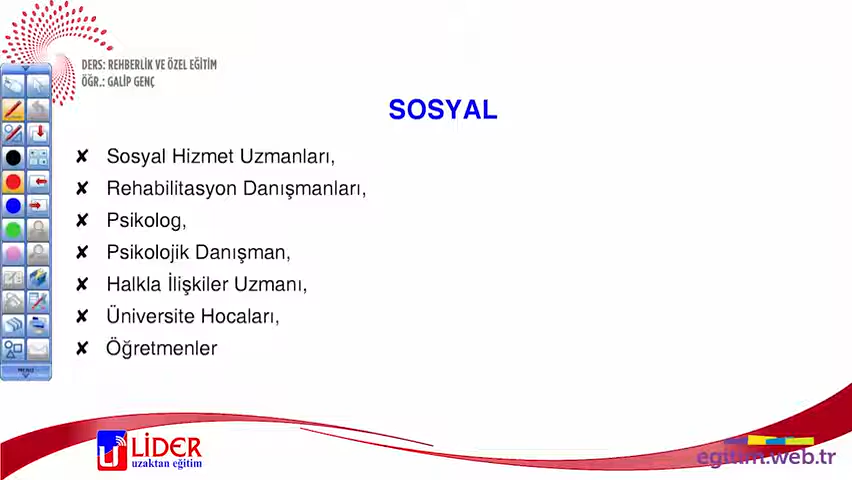 DERS: REHBERLİK VE ÖZEL EĞİTİM
ÖĞR.: GALİP GENÇ
SOSYAL
✘ Sosyal Hizmet Uzmanları,
✘ Rehabilitasyon Danışmanları,
✘ Psikolog,
✘ Psikolojik Danışman,
✘ Halkla İlişkiler Uzmanı,
✘ Üniversite Hocaları,
✘ Öğretmenler
MENU
LİDER
uzaktan eğitim
egitim.web.tr